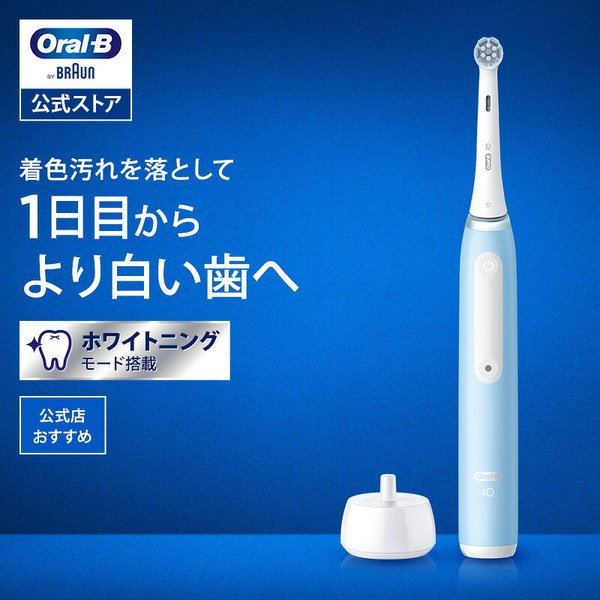 Oral-B
BY BRAUN
公式ストア
着色汚れを落として
1日目から
より白い歯へ
ホワイトニング
モード搭載
公式店
おすすめ
Oral-B
iO
Oral-B
iO